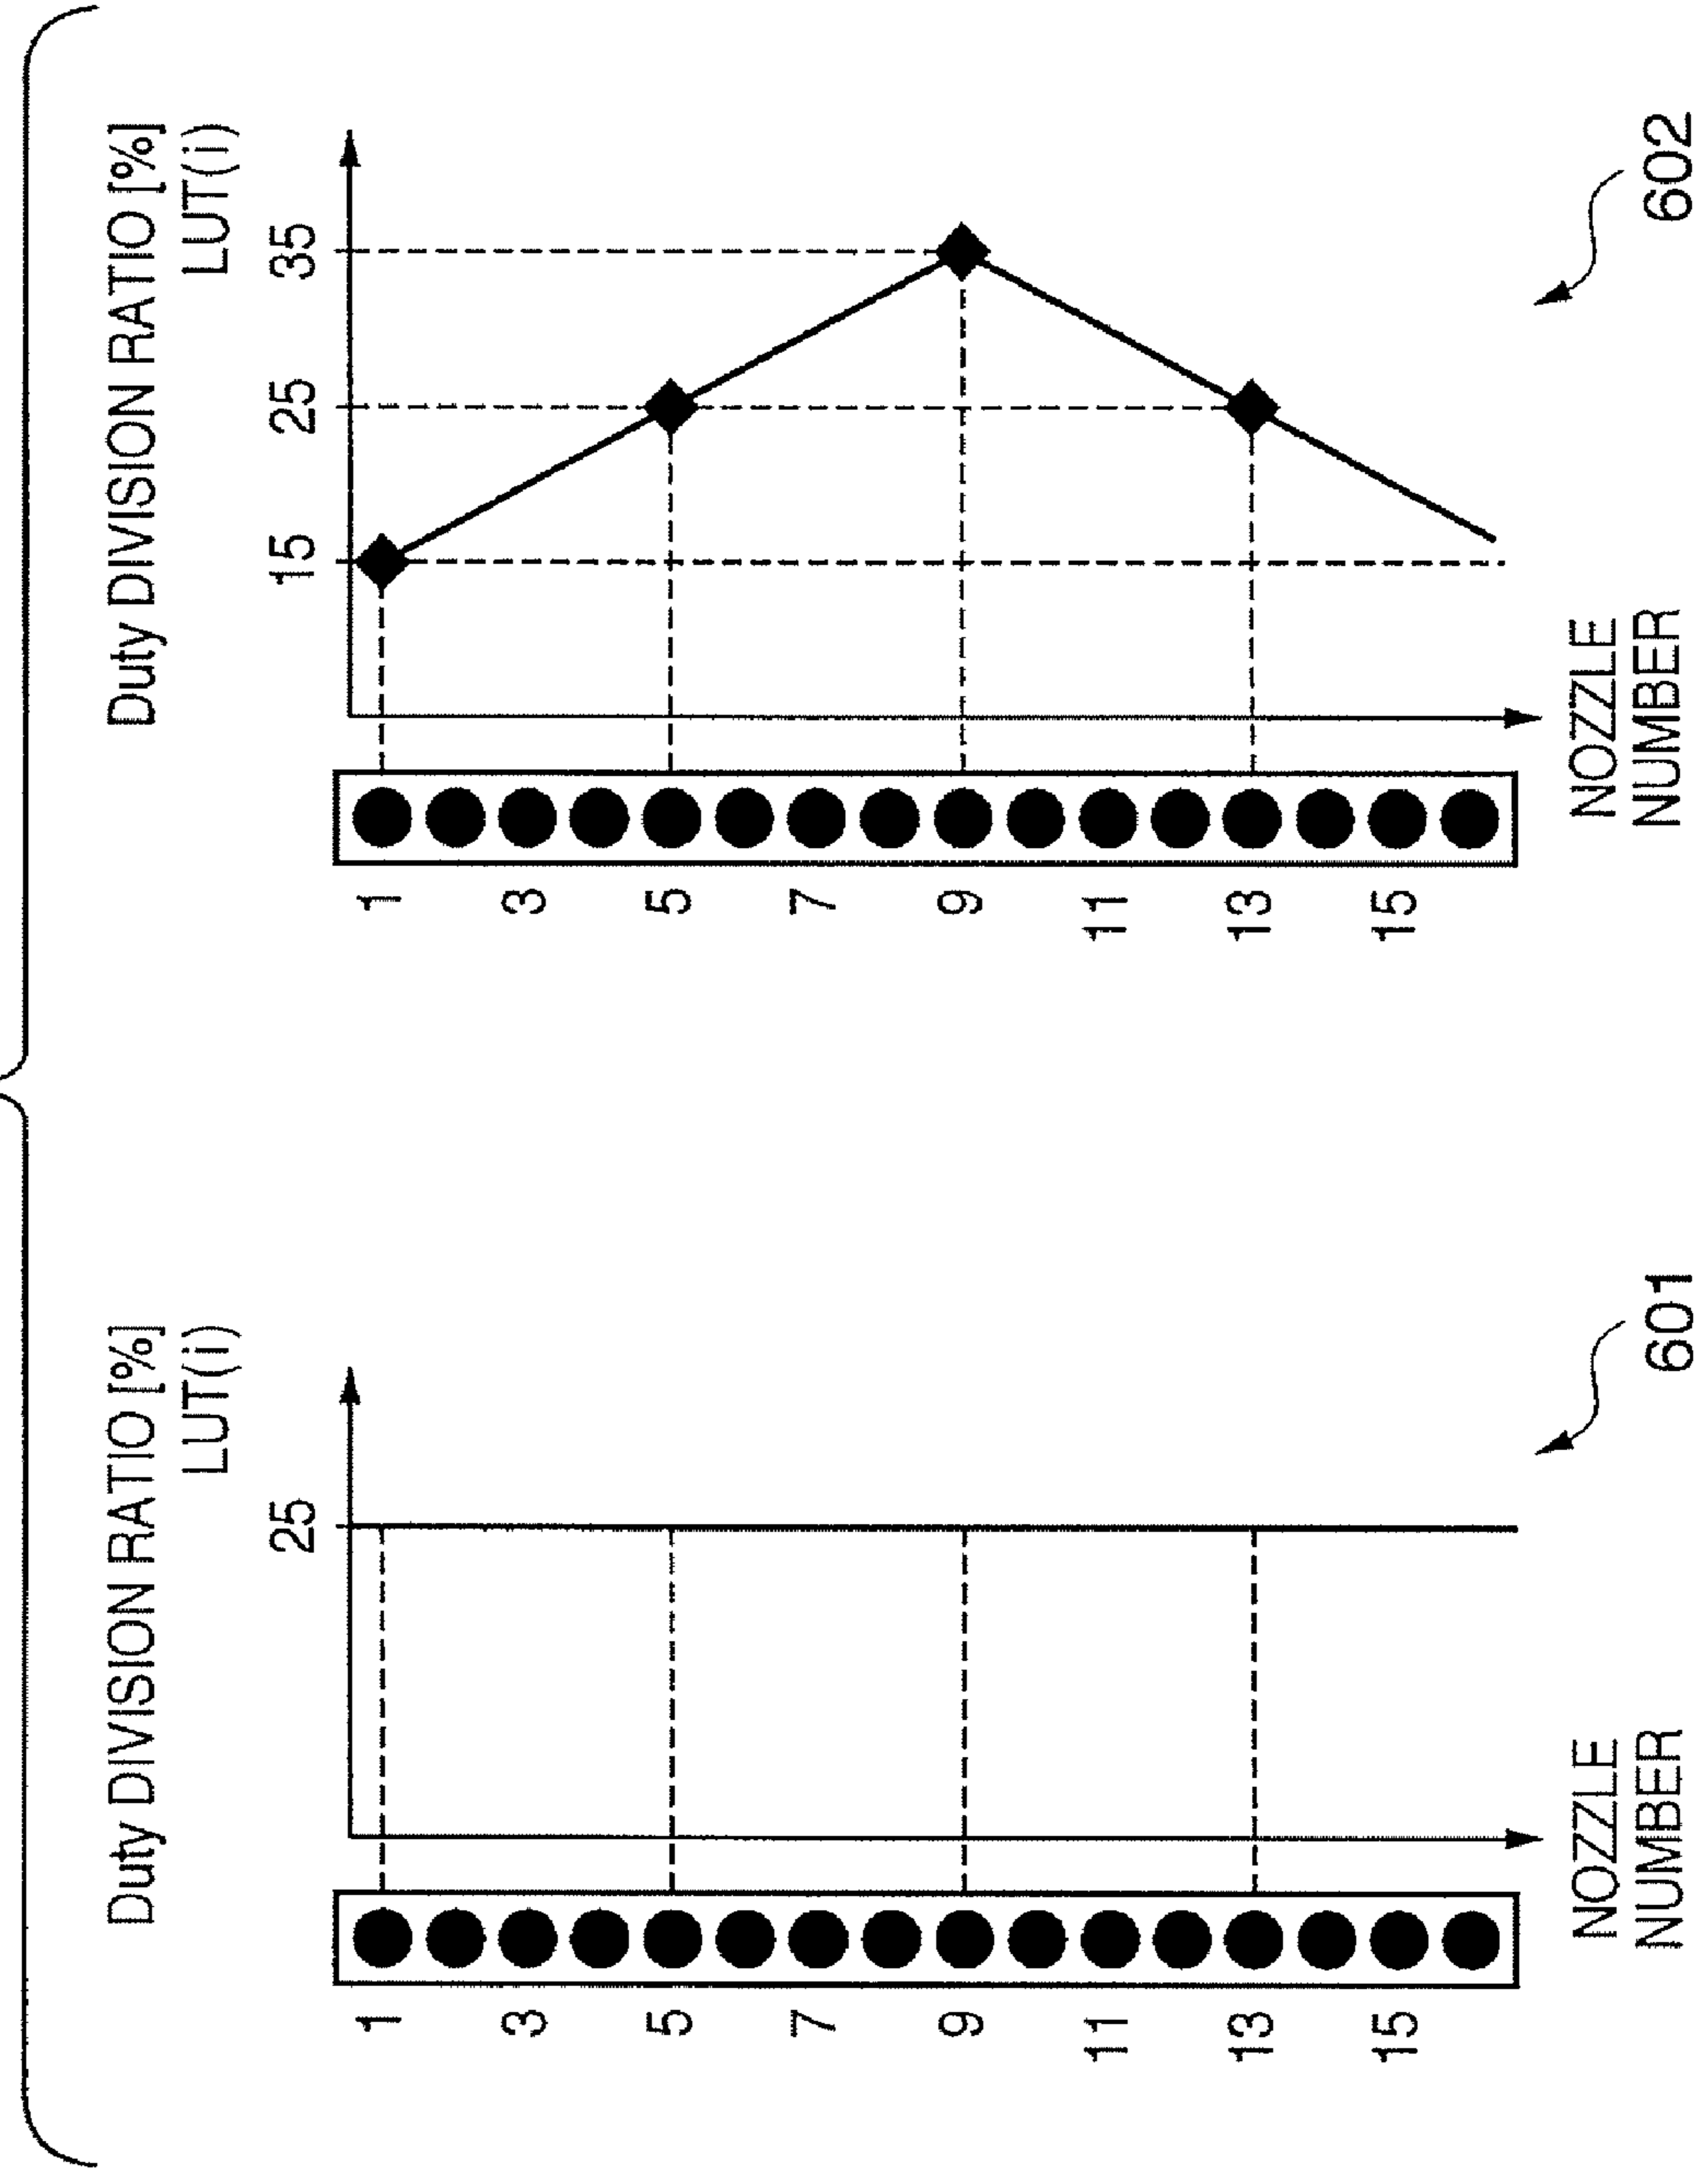 Duty DIVISION RATIO [%]
LUT(i)
25
1
3
5
7
9
11
13
15
NOZZLE
NUMBER
601
Duty DIVISION RATIO [%]
LUT(i)
15
25
35
1
3
5
7
9
11
13
15
NOZZLE
NUMBER
602